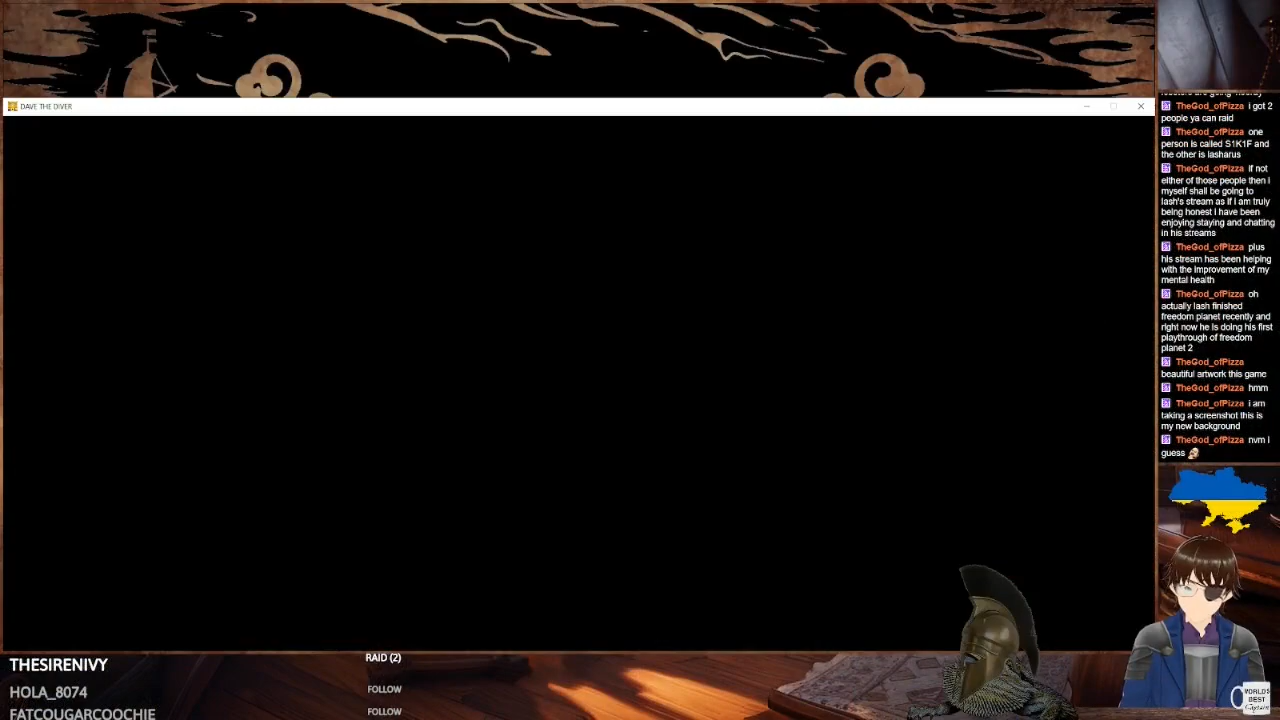 DAVE THE DIVER
TheGod_ofPizza i got 2
people ya can raid
TheGod_ofPizza one
person is called S1K1F and
the other is lasharus
TheGod_ofPizza if not
either of those people then i
myself shall be going to
lash's stream as if i am truly
being honest i have been
enjoying staying and chatting
in his streams
TheGod_ofPizza plus
his stream has been helping
with the improvement of my
mental health
TheGod_ofPizza oh
actually lash finished
freedom planet recently and
right now he is doing his first
playthrough of freedom
planet 2
TheGod_ofPizza
beautiful artwork this game
TheGod_ofPizza hmm
TheGod_ofPizza i am
taking a screenshot this is
my new background
TheGod_ofPizza nvm i
guess
THESIRENIVY
RAID (2)
HOLA_8074
FOLLOW
FATCOUGARCOOCHIE
FOLLOW
WORLD'S
BEST
Captain